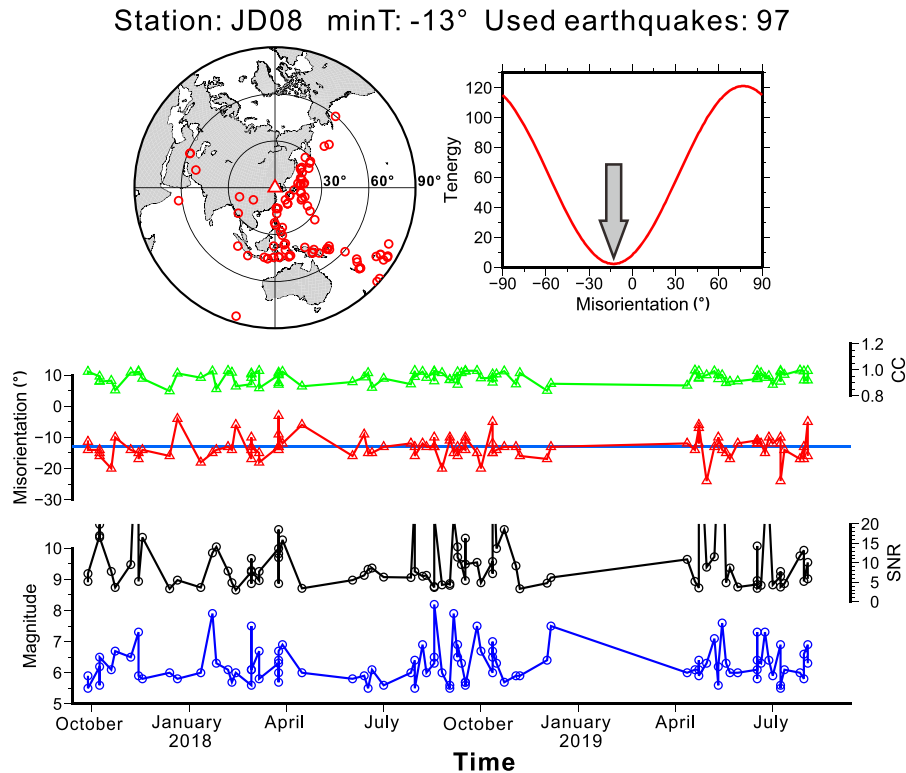 Station: JD08 minT: -13° Used earthquakes: 97
30° 60° 90°
Tenergy
120
100
80
60
40
20
0
−90 −60 −30 0 30 60 90
Misorientation (°)
Misorientation (°)
10
0
−10
−20
−30
1.2
1.0
0.8
CC
Magnitude
10
9
8
7
6
5
20
15
10
5
0
SNR
October January April July October January April July
2018 2019
Time